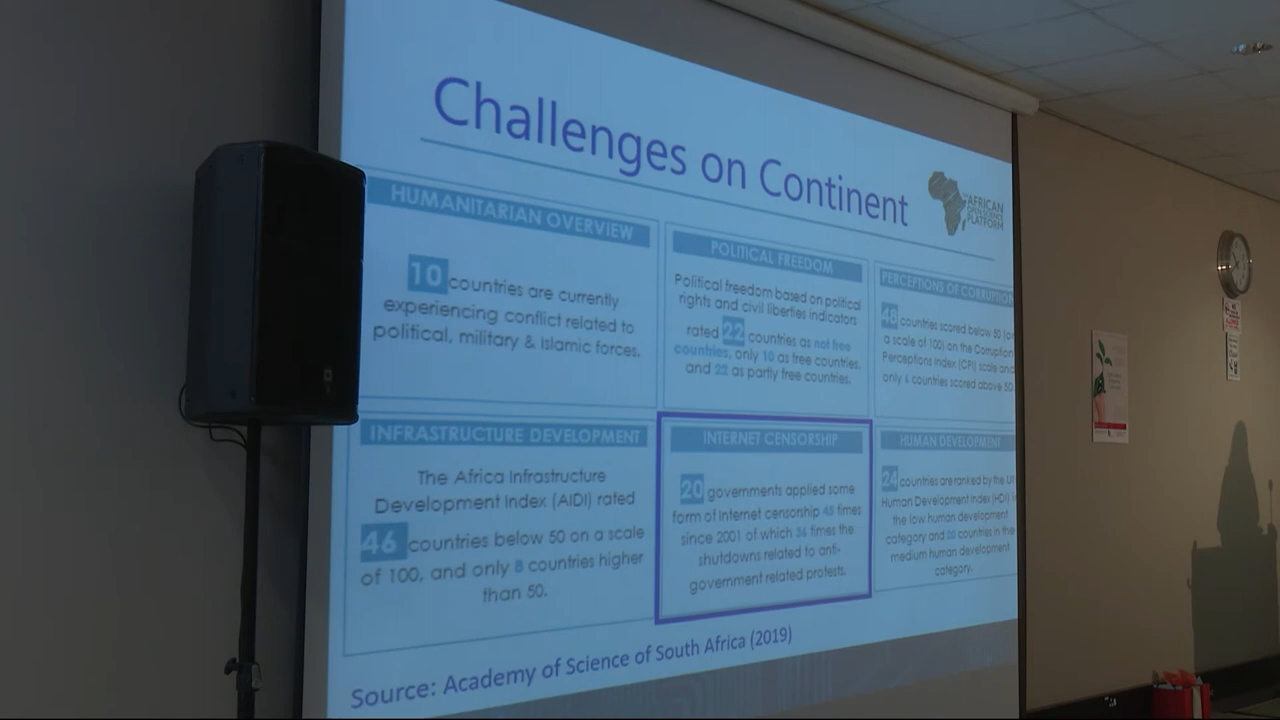 Challenges on Continent
AFRICAN
OPEN SCIENCE
PLATFORM
HUMANITARIAN OVERVIEW
10 countries are currently
experiencing conflict related to
political, military & Islamic forces.
POLITICAL FREEDOM
Political freedom based on political
rights and civil liberties indicators
rated 22 countries as not free
countries, only 10 as free countries,
and 22 as partly free countries.
PERCEPTIONS OF CORRUPTION
48 countries scored below 50 (on
a scale of 100) on the Corruption
Perceptions Index (CPI) scale and
only 6 countries scored above 50
INFRASTRUCTURE DEVELOPMENT
The Africa Infrastructure
Development Index (AIDI) rated
46 countries below 50 on a scale
of 100, and only 8 countries higher
than 50.
INTERNET CENSORSHIP
20 governments applied some
form of Internet censorship 45 times
since 2001 of which 34 times the
shutdowns related to anti-
government related protests.
HUMAN DEVELOPMENT
24 countries are ranked by the
Human Development Index (HDI)
the low human development
category and countries in the
medium human development
category.
Source: Academy of Science of South Africa (2019)